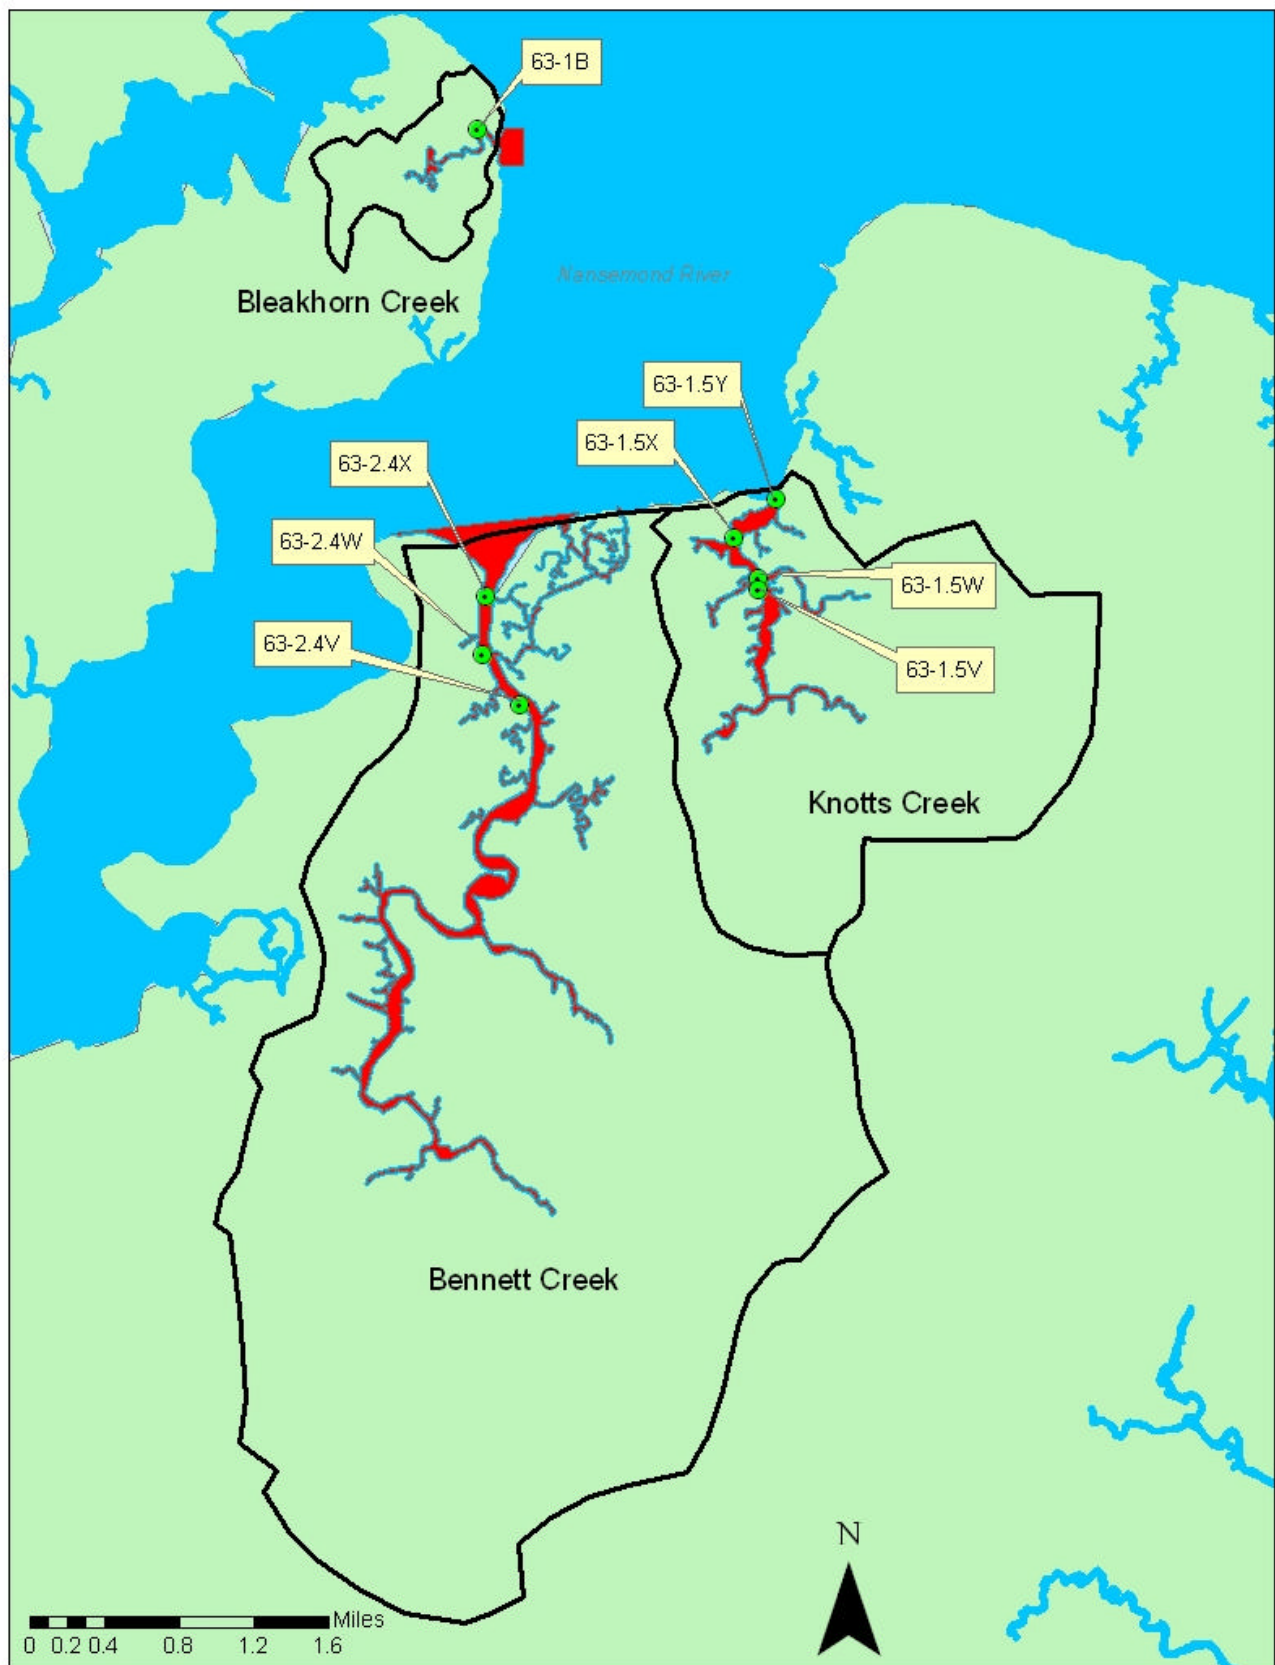 63-1B
Nansemond River
Bleakhorn Creek
63-1.5Y
63-1.5X
63-2.4X
63-2.4W
63-1.5W
63-2.4V
63-1.5V
Knotts Creek
Bennett Creek
N
Miles
0 0.2 0.4 0.8 1.2 1.6